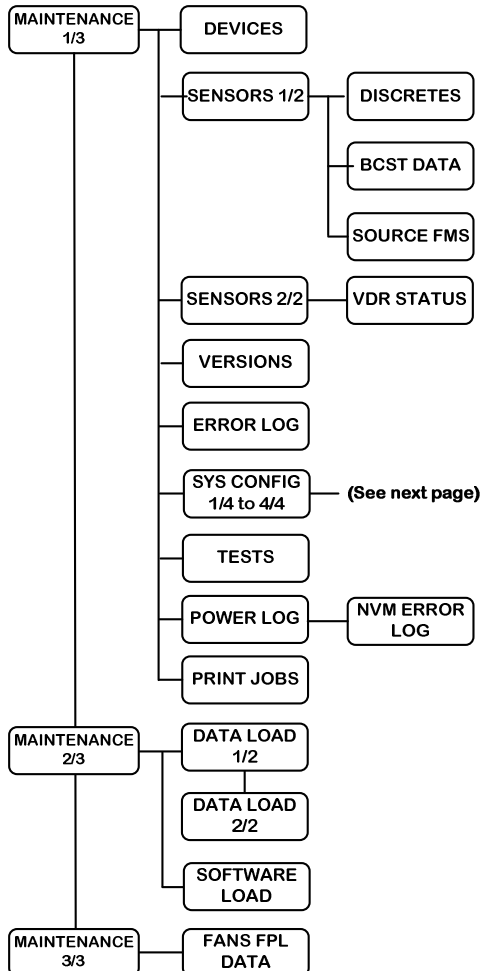 MAINTENANCE
1/3
DEVICES
SENSORS 1/2
DISCRETES
BCST DATA
SOURCE FMS
SENSORS 2/2
VDR STATUS
VERSIONS
ERROR LOG
SYS CONFIG
1/4 to 4/4
(See next page)
TESTS
POWER LOG
NVM ERROR
LOG
PRINT JOBS
MAINTENANCE
2/3
DATA LOAD
1/2
DATA LOAD
2/2
SOFTWARE
LOAD
MAINTENANCE
3/3
FANS FPL
DATA